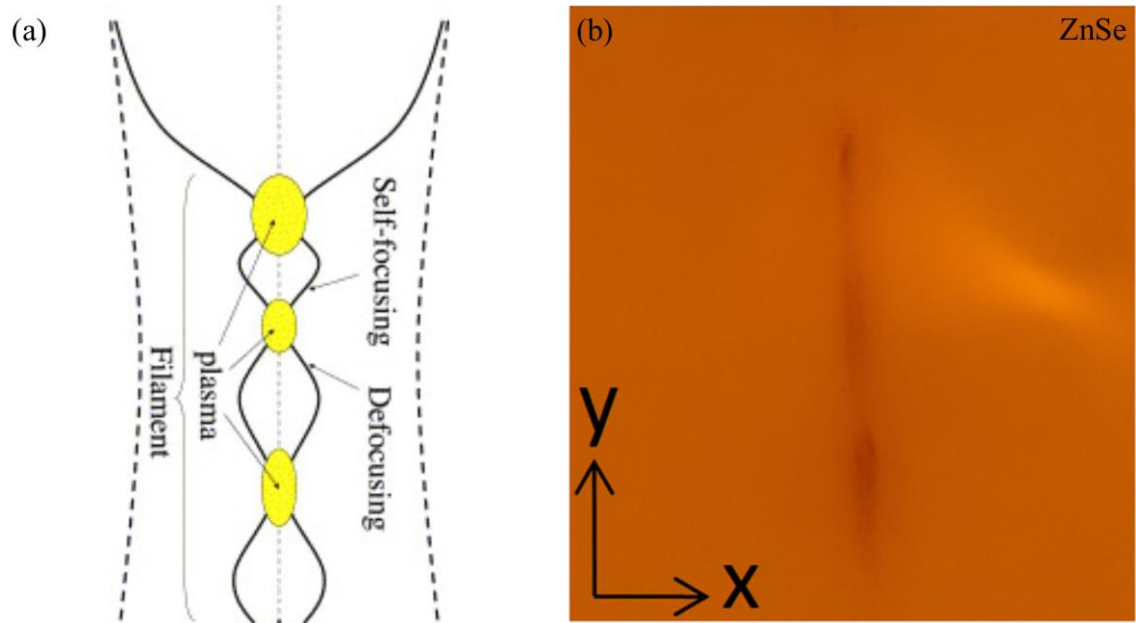 (a)
Self-focusing
Defocusing
plasma
Filament
(b)
ZnSe
y
x